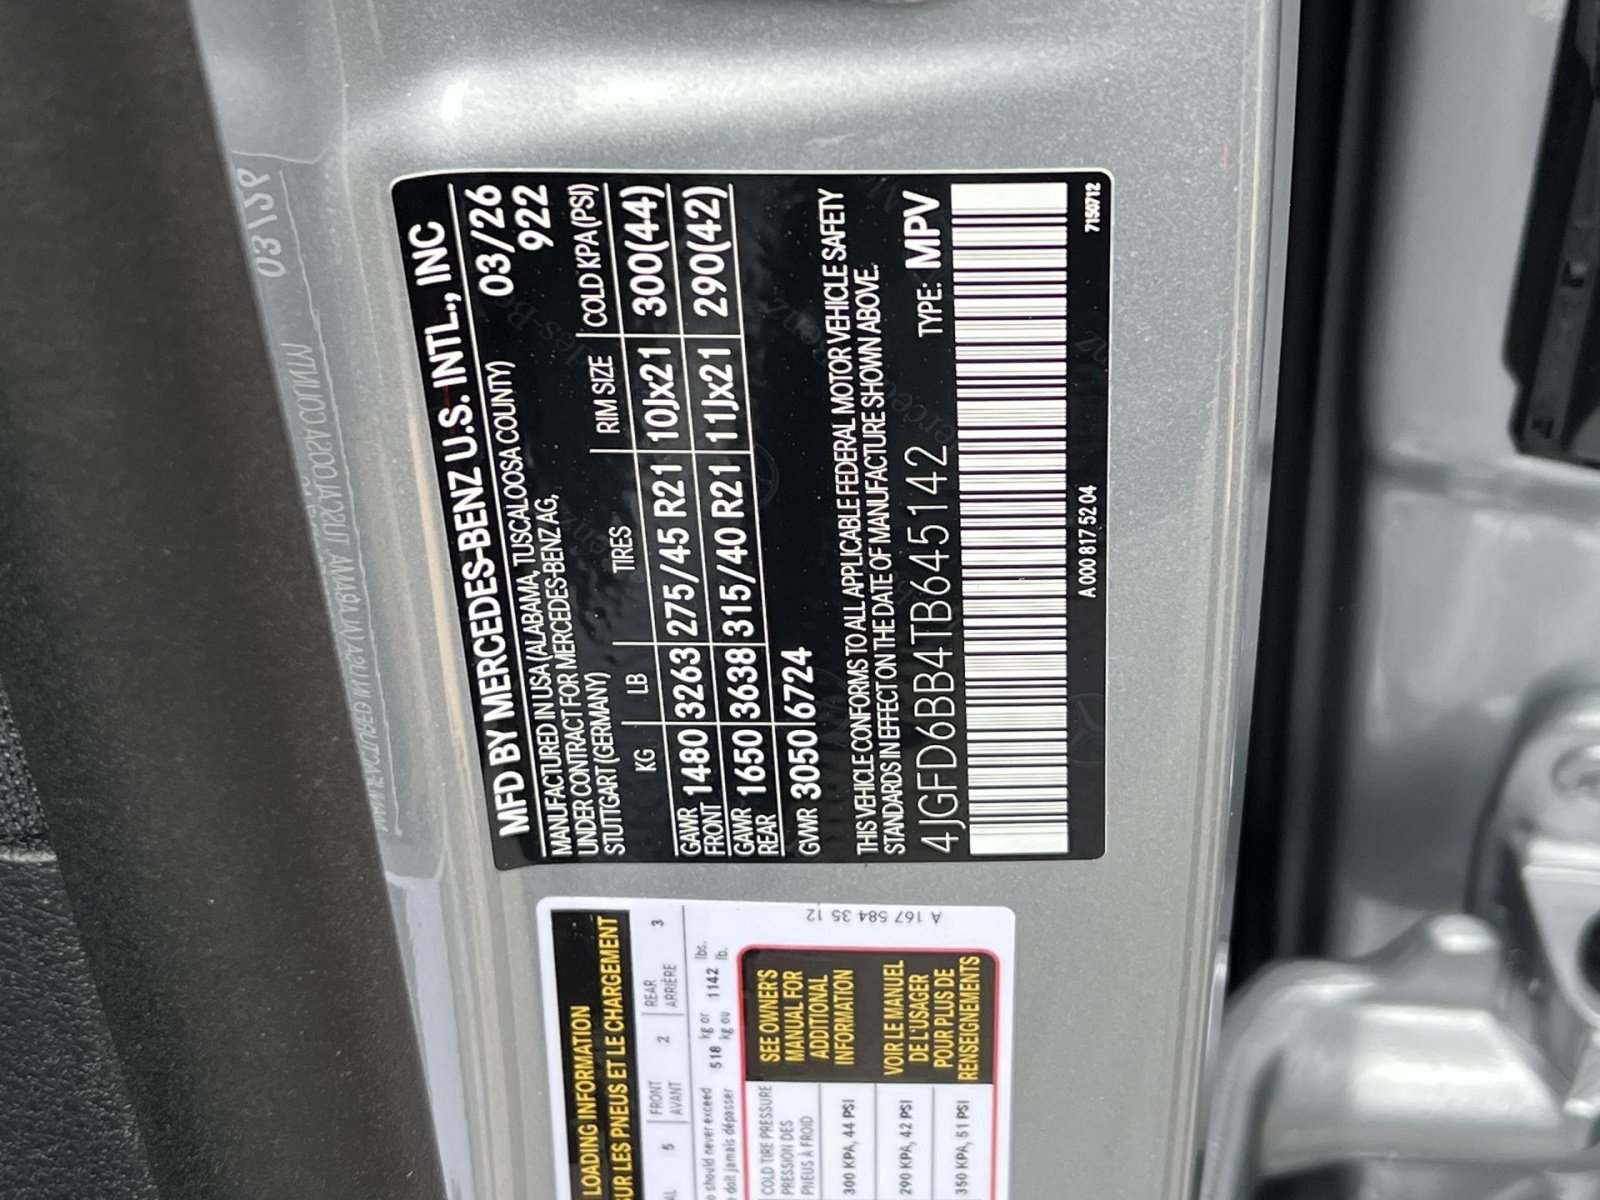 MFD BY MERCEDES-BENZ U.S. INTL., INC
MANUFACTURED IN USA (ALABAMA, TUSCALOOSA COUNTY) 03/26
UNDER CONTRACT FOR MERCEDES-BENZ AG, 922
STUTTGART (GERMANY)
KG LB TIRES RIM SIZE COLD KPA (PSI)
GAWR FRONT 1480 3263 275/45 R21 10Jx21 300(44)
GAWR REAR 1650 3638 315/40 R21 11Jx21 290(42)
GVWR 3050 6724
THIS VEHICLE CONFORMS TO ALL APPLICABLE FEDERAL MOTOR VEHICLE SAFETY
STANDARDS IN EFFECT ON THE DATE OF MANUFACTURE SHOWN ABOVE.
4JGFD6BB4TB645142 TYPE: MPV
A 000 817 52 04 7150712
LOADING INFORMATION
SUR LES PNEUS ET LE CHARGEMENT
5 FRONT 2 REAR 3
AVANT ARRIÈRE
should never exceed 518 kg or 1142 lbs.
doit jamais dépasser kg ou lb.
COLD TIRE PRESSURE
PRESSION DES
PNEUS À FROID
300 KPA, 44 PSI
290 KPA, 42 PSI
350 KPA, 51 PSI
SEE OWNER'S
MANUAL FOR
ADDITIONAL
INFORMATION
VOIR LE MANUEL
DE L'USAGER
POUR PLUS DE
RENSEIGNEMENTS
A 167 584 35 12